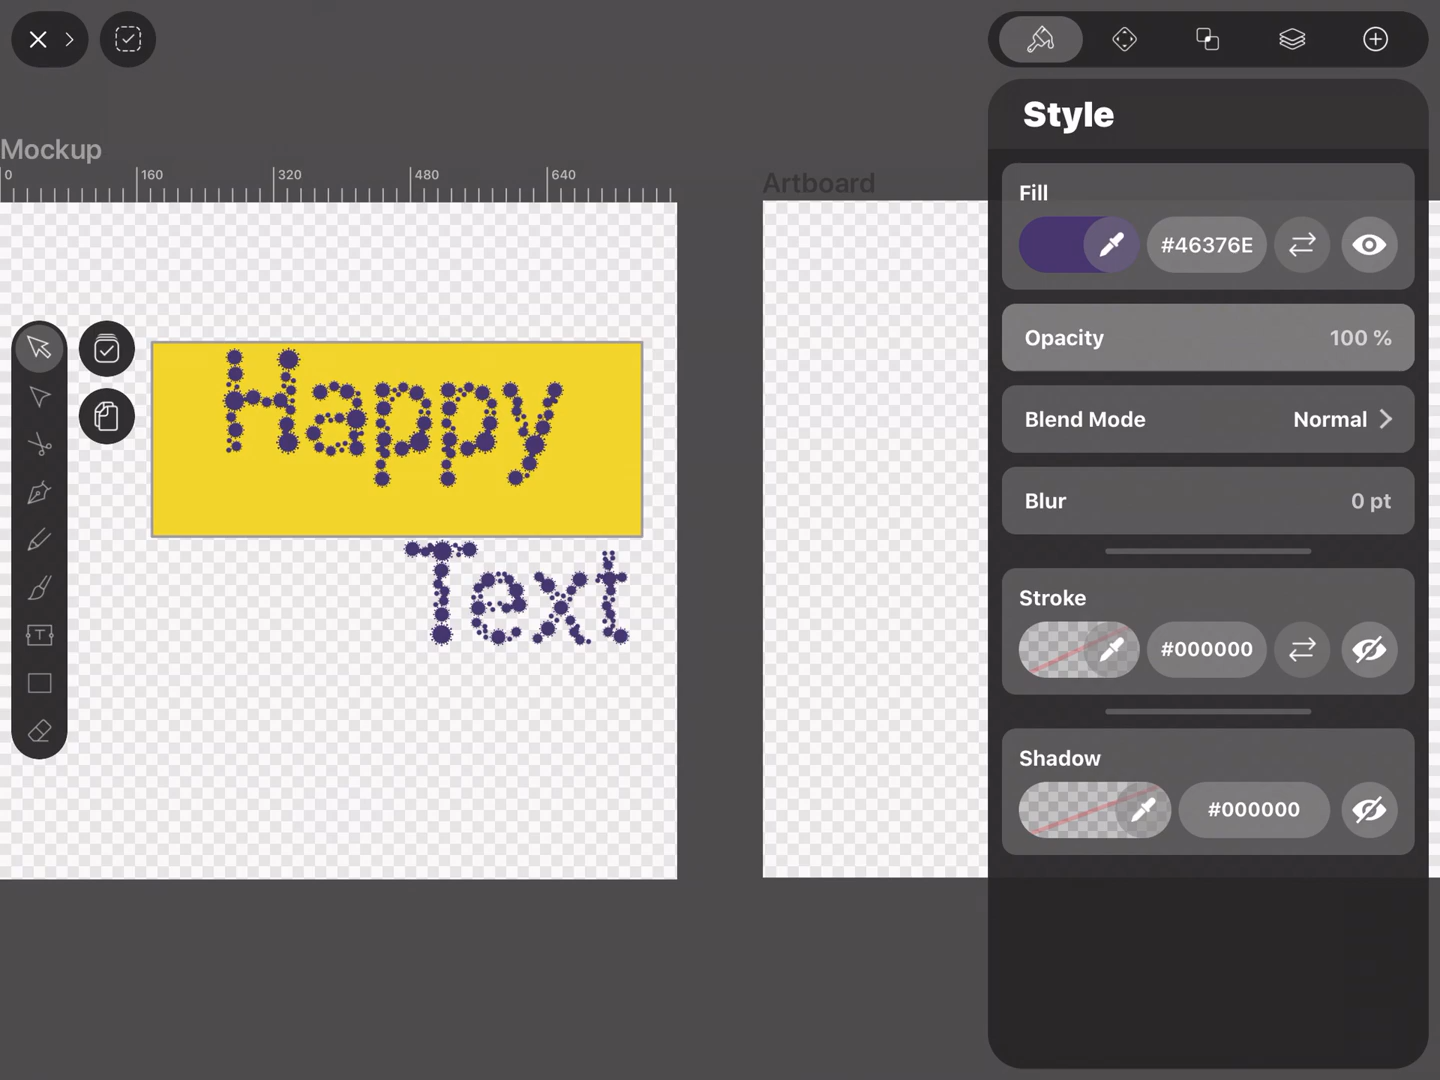 Style
Mockup
0 160 320 480 640
Artboard
Fill
#46376E
Opacity 100 %
Blend Mode Normal
Blur 0 pt
Stroke
#000000
Shadow
#000000
T
Happy
Text